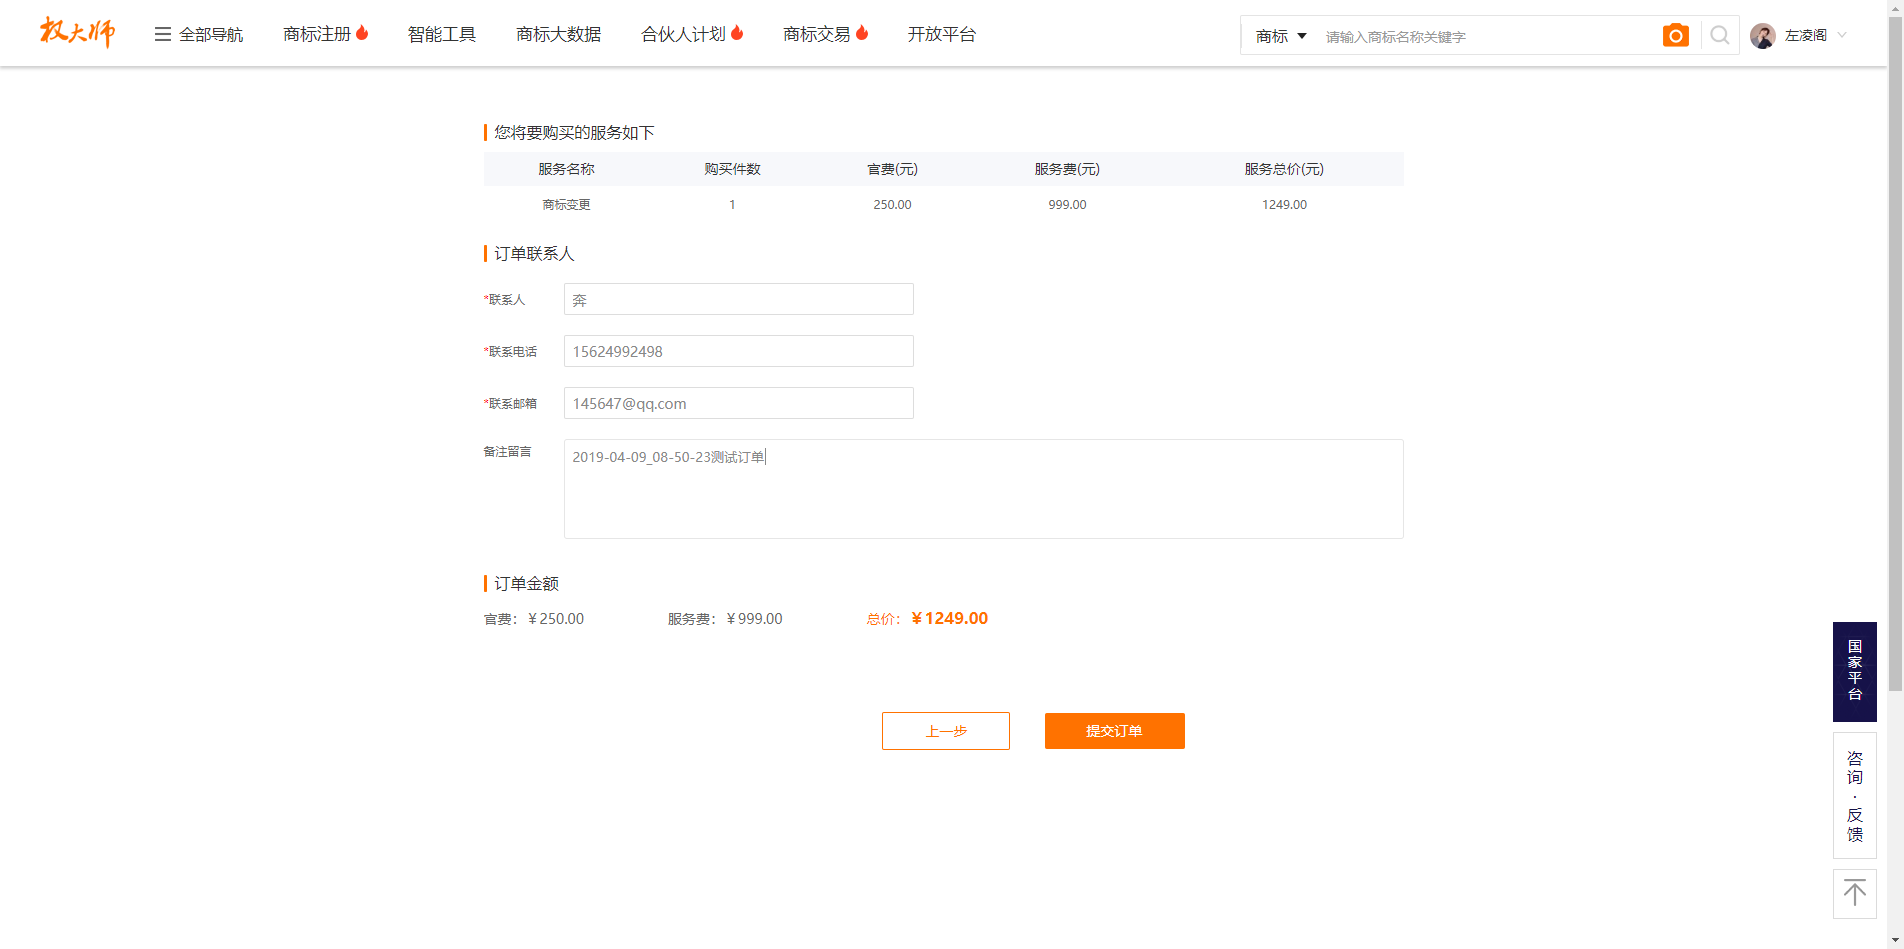 权大师 全部导航 商标注册 智能工具 商标大数据 合伙人计划 商标交易 开放平台 商标 请输入商标名称关键字 左凌阁
您将要购买的服务如下
服务名称 购买件数 官费(元) 服务费(元) 服务总价(元)
商标变更 1 250.00 999.00 1249.00
订单联系人
*联系人 奔
*联系电话 15624992498
*联系邮箱 145647@qq.com
备注留言 2019-04-09_08-50-23测试订单
订单金额
官费：￥250.00 服务费：￥999.00 总价：￥1249.00
上一步 提交订单
国家平台
咨询·反馈